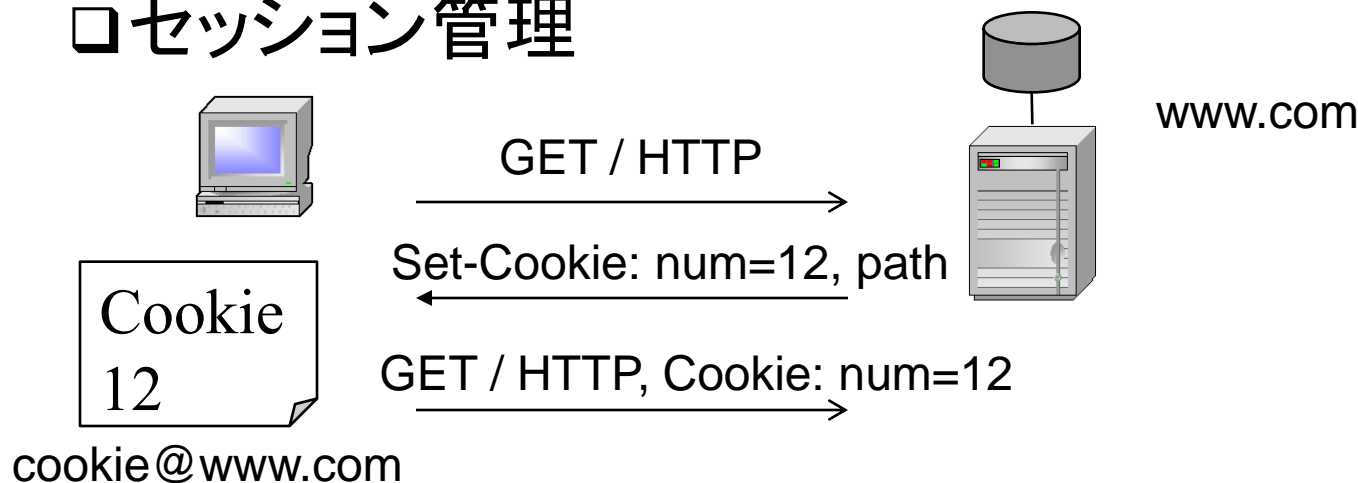 セッション管理
www.com
GET / HTTP
Set-Cookie: num=12, path
Cookie
12
GET / HTTP, Cookie: num=12
cookie@www.com